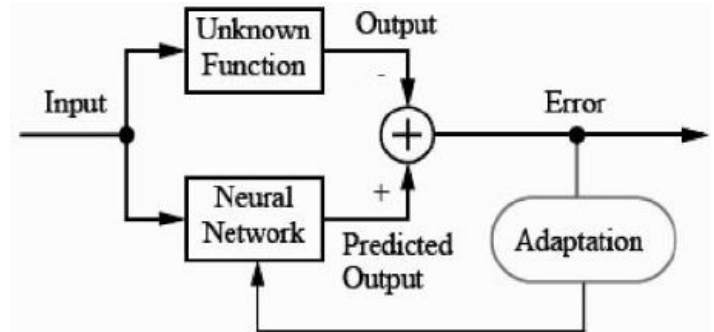 Unknown
Function
Output
-
Input
+
Error
Neural
Network
+
Predicted
Output
Adaptation